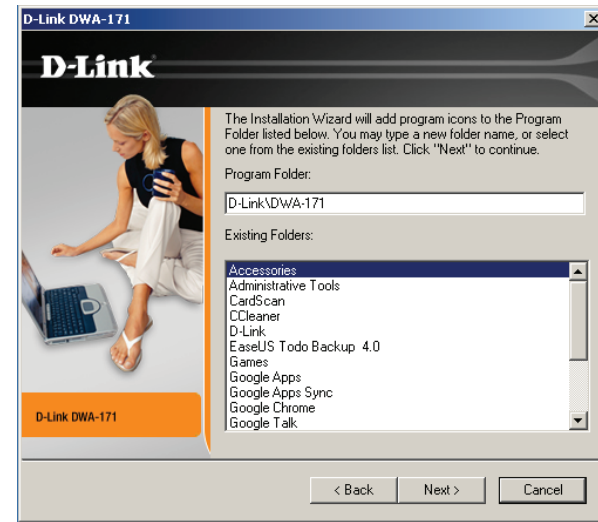 D-Link DWA-171
D-Link
The Installation Wizard will add program icons to the Program
Folder listed below. You may type a new folder name, or select
one from the existing folders list. Click "Next" to continue.
Program Folder:
D-Link\DWA-171
Existing Folders:
Accessories
Administrative Tools
CardScan
CCleaner
D-Link
EaseUS Todo Backup 4.0
Games
Google Apps
Google Apps Sync
Google Chrome
Google Talk
D-Link DWA-171
< Back
Next >
Cancel